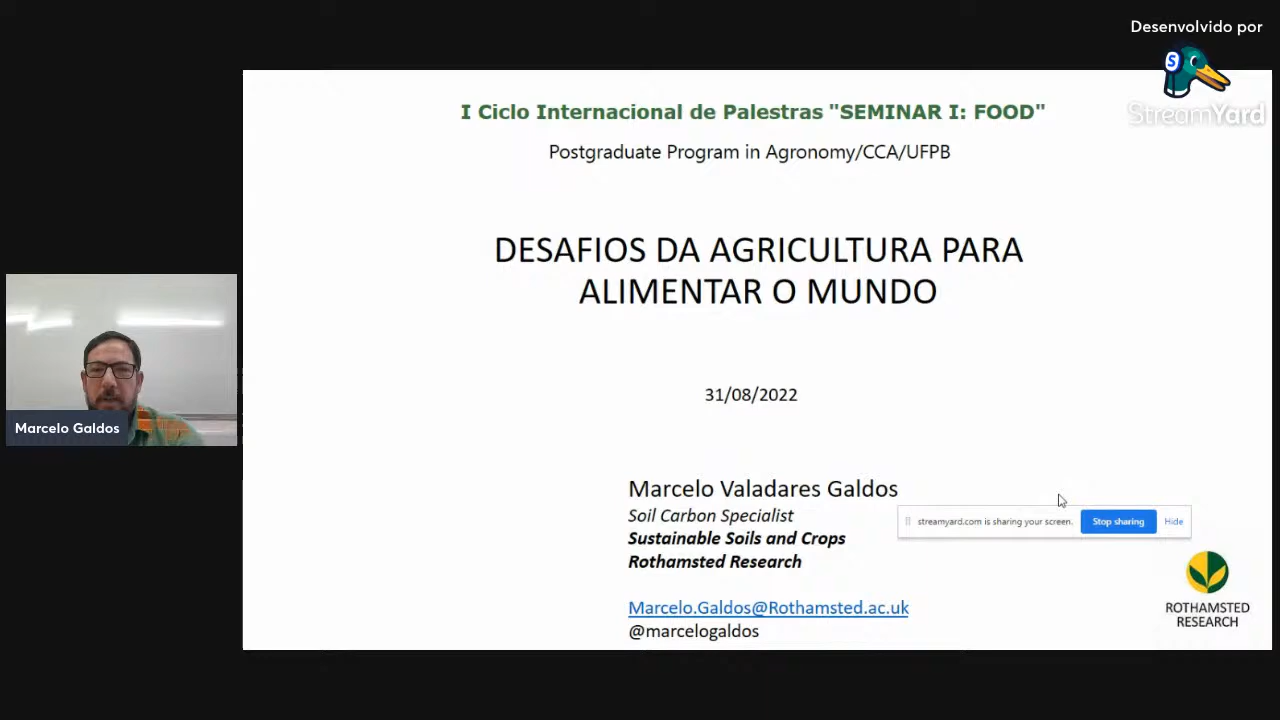 Desenvolvido por
S
StreamYard
I Ciclo Internacional de Palestras "SEMINAR I: FOOD"
Postgraduate Program in Agronomy/CCA/UFPB
DESAFIOS DA AGRICULTURA PARA
ALIMENTAR O MUNDO
31/08/2022
Marcelo Galdos
Marcelo Valadares Galdos
Soil Carbon Specialist
Sustainable Soils and Crops
Rothamsted Research
streamyard.com is sharing your screen.
Stop sharing
Hide
Marcelo.Galdos@Rothamsted.ac.uk
@marcelogaldos
ROTHAMSTED
RESEARCH